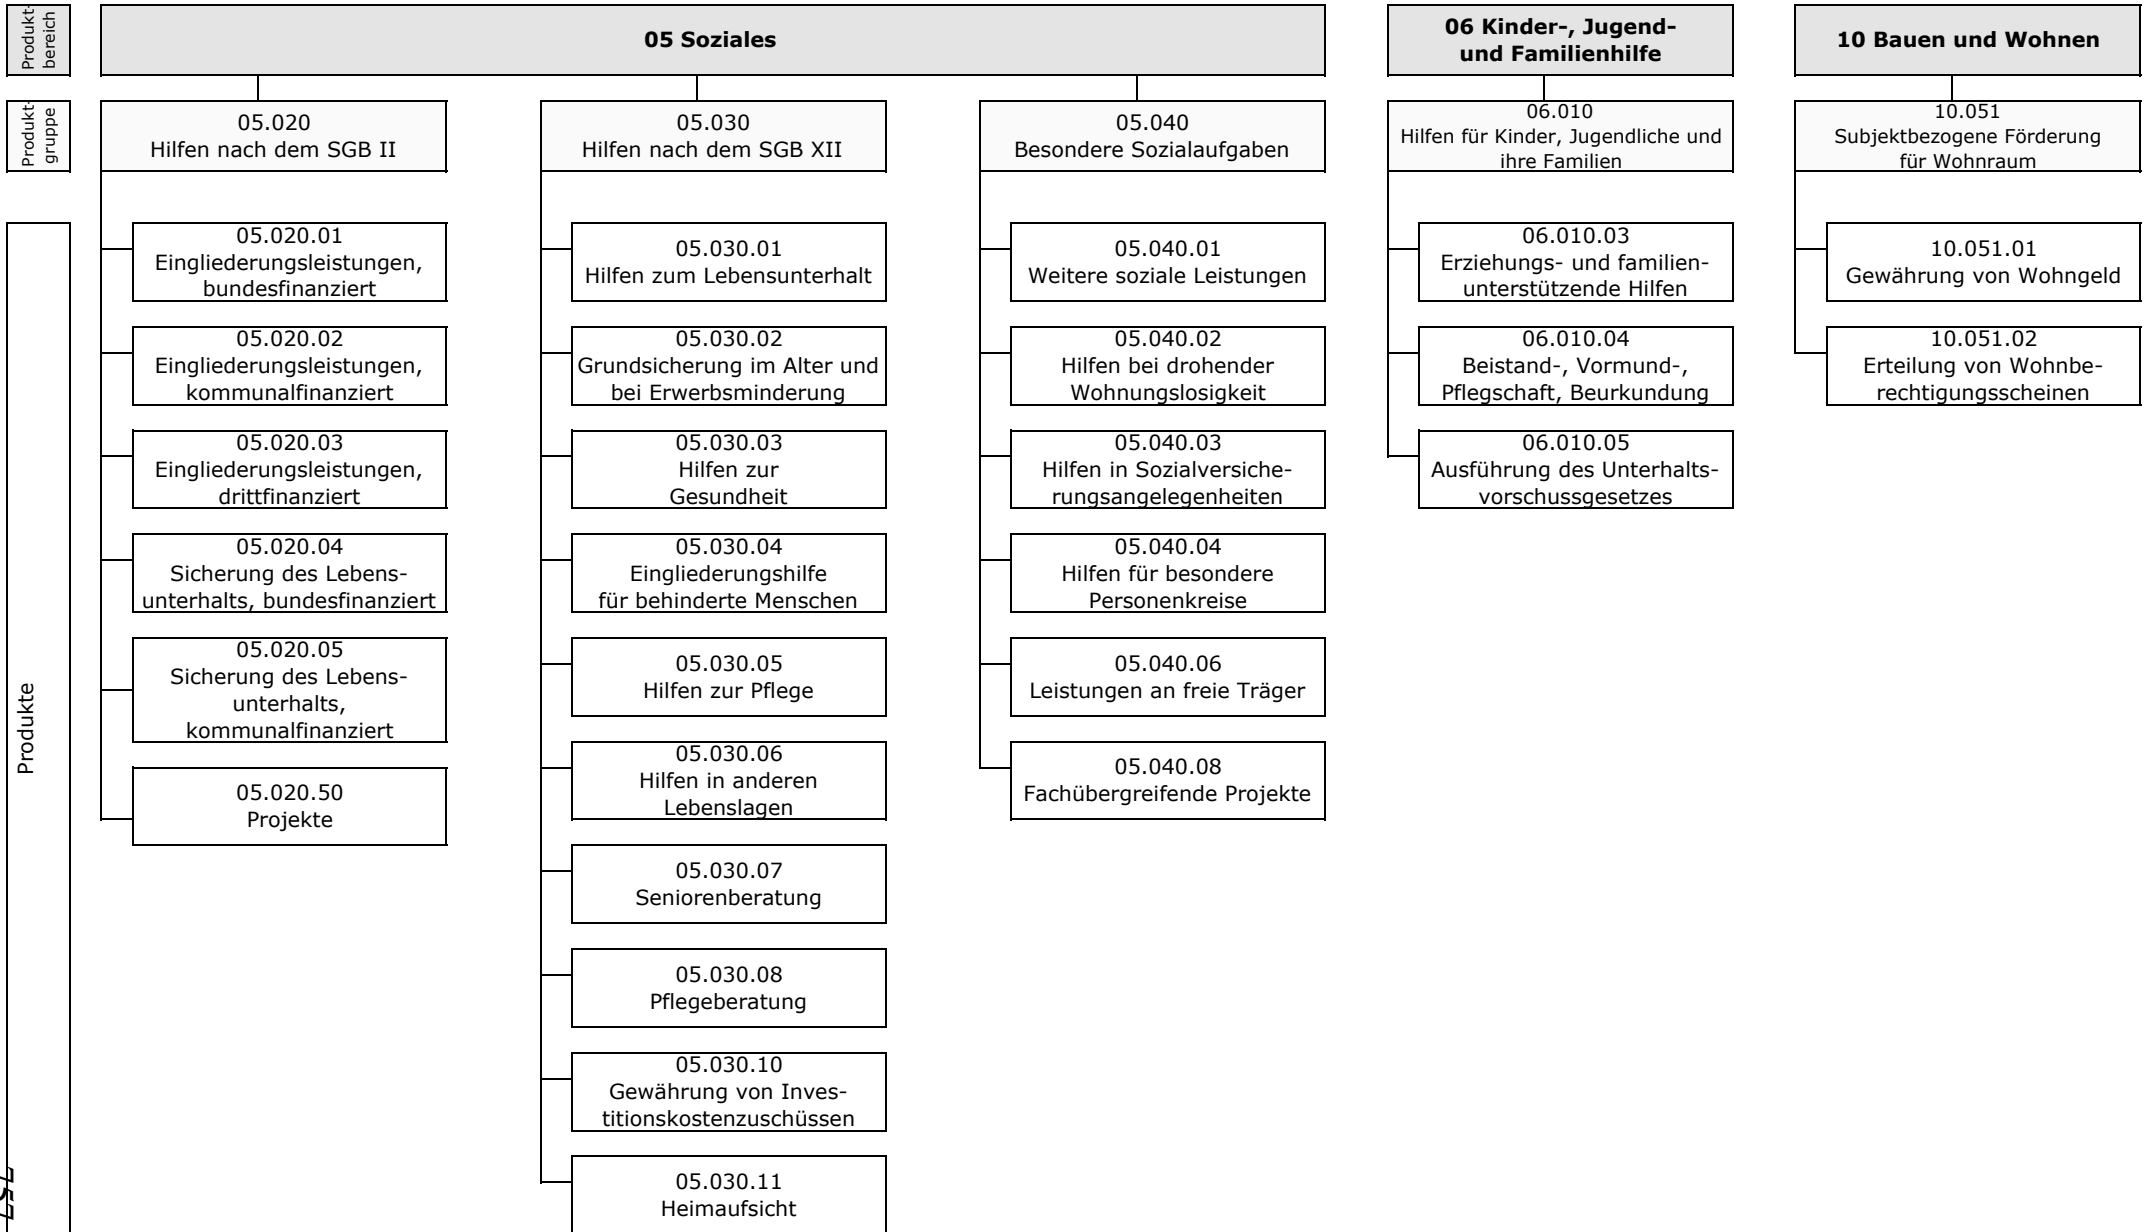 Produkt-
bereich
05 Soziales
06 Kinder-, Jugend-
und Familienhilfe
10 Bauen und Wohnen
Produkt-
gruppe
05.020
Hilfen nach dem SGB II
05.030
Hilfen nach dem SGB XII
05.040
Besondere Sozialaufgaben
06.010
Hilfen für Kinder, Jugendliche und
ihre Familien
10.051
Subjektbezogene Förderung
für Wohnraum
Produkte
05.020.01
Eingliederungsleistungen,
bundesfinanziert
05.020.02
Eingliederungsleistungen,
kommunalfinanziert
05.020.03
Eingliederungsleistungen,
drittfinanziert
05.020.04
Sicherung des Lebens-
unterhalts, bundesfinanziert
05.020.05
Sicherung des Lebens-
unterhalts,
kommunalfinanziert
05.020.50
Projekte
05.030.01
Hilfen zum Lebensunterhalt
05.030.02
Grundsicherung im Alter und
bei Erwerbsminderung
05.030.03
Hilfen zur
Gesundheit
05.030.04
Eingliederungshilfe
für behinderte Menschen
05.030.05
Hilfen zur Pflege
05.030.06
Hilfen in anderen
Lebenslagen
05.030.07
Seniorenberatung
05.030.08
Pflegeberatung
05.030.10
Gewährung von Inves-
titionskostenzuschüssen
05.030.11
Heimaufsicht
05.040.01
Weitere soziale Leistungen
05.040.02
Hilfen bei drohender
Wohnungslosigkeit
05.040.03
Hilfen in Sozialversiche-
rungsangelegenheiten
05.040.04
Hilfen für besondere
Personenkreise
05.040.06
Leistungen an freie Träger
05.040.08
Fachübergreifende Projekte
06.010.03
Erziehungs- und familien-
unterstützende Hilfen
06.010.04
Beistand-, Vormund-,
Pflegschaft, Beurkundung
06.010.05
Ausführung des Unterhalts-
vorschussgesetzes
10.051.01
Gewährung von Wohngeld
10.051.02
Erteilung von Wohnbe-
rechtigungsscheinen